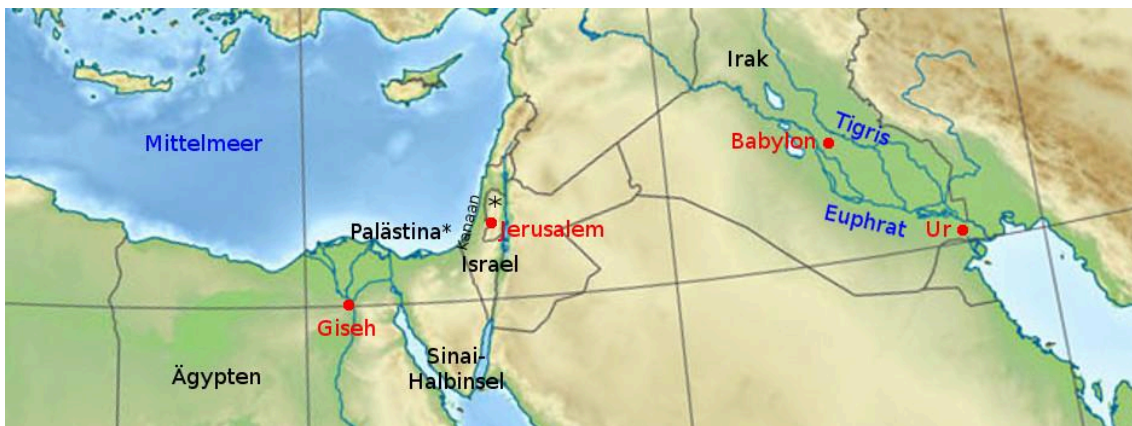 Irak
Mittelmeer
Tigris
Babylon
*
Kanaan
Palästina*
Jerusalem
Euphrat
Ur
Israel
Giseh
Sinai-
Halbinsel
Ägypten